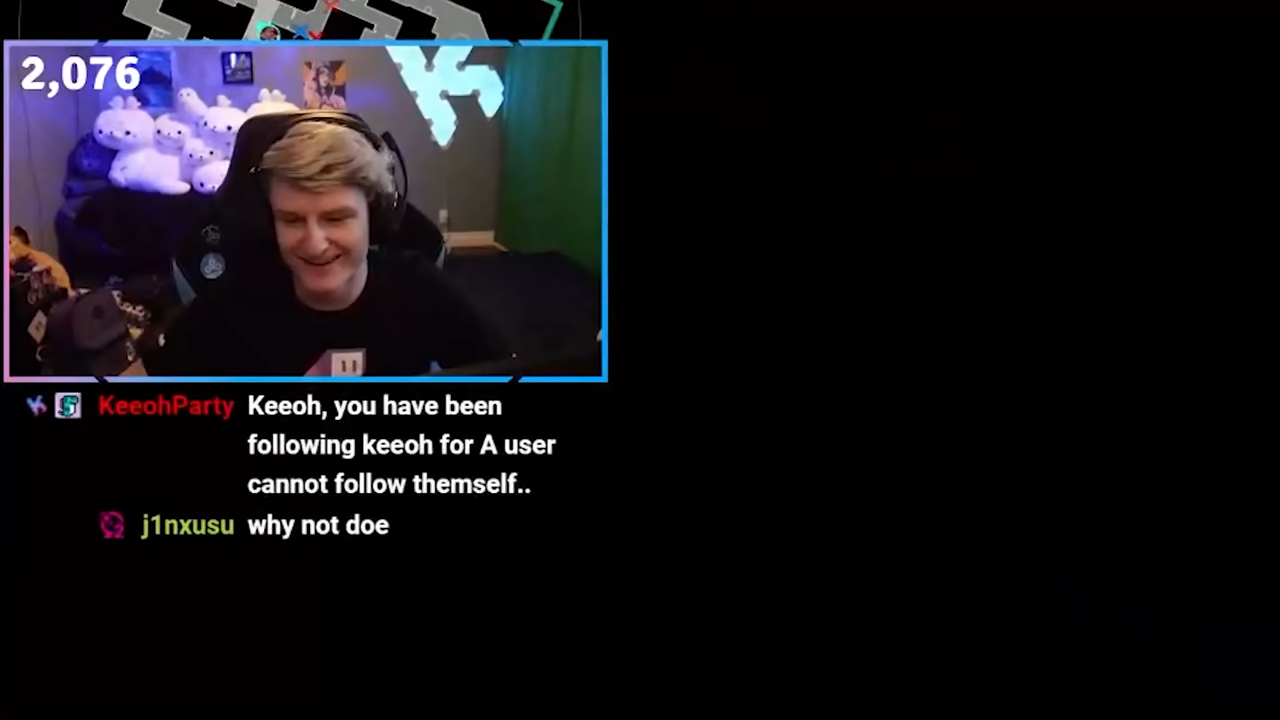 2,076
KeeohParty Keeoh, you have been
following keeoh for A user
cannot follow themself..
j1nxusu why not doe